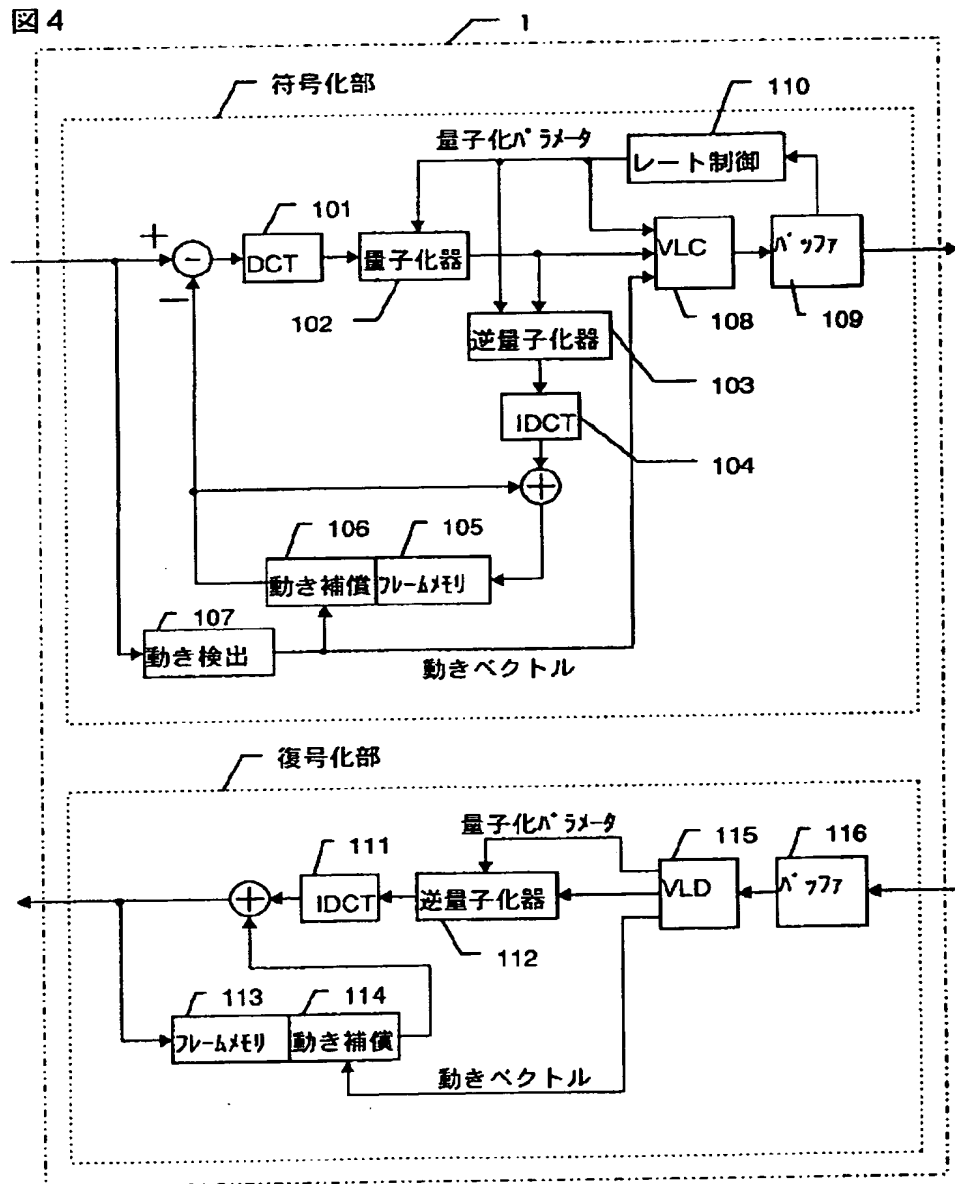 図4
1
符号化部
110
量子化パラメータ
レート制御
101
+
-
DCT
量子化器
VLC
バッファ
—
102
108
109
逆量子化器
103
IDCT
104
+
106
105
動き補償
フレームメモリ
107
動き検出
動きベクトル
復号化部
量子化パラメータ
111
115
116
+
IDCT
逆量子化器
VLD
バッファ
112
113
114
フレームメモリ
動き補償
動きベクトル